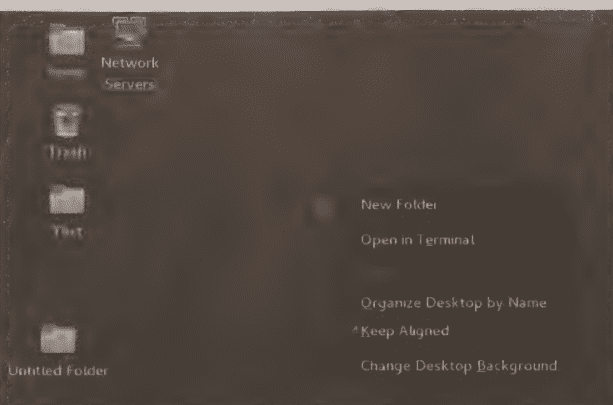 Network
Servers
Trash
New Folder
Open in Terminal
Organize Desktop by Name
Keep Aligned
Untitled Folder
Change Desktop Background